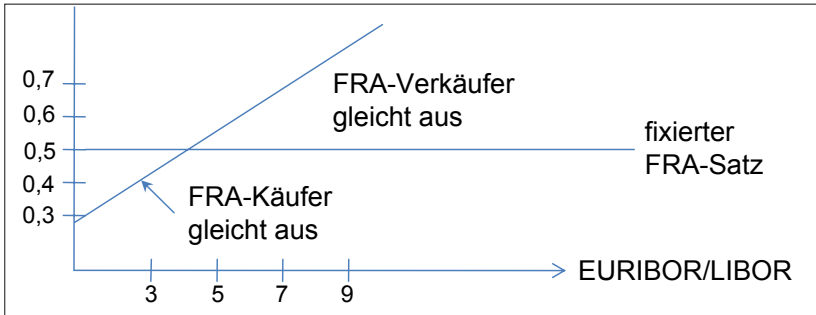 0,7
0,6
0,5
0,4
0,3
FRA-Verkäufer
gleicht aus
fixierter
FRA-Satz
FRA-Käufer
gleicht aus
EURIBOR/LIBOR
3
5
7
9